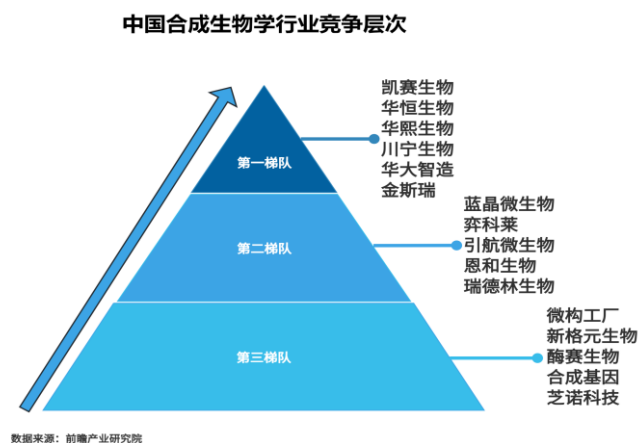 中国合成生物学行业竞争层次
凯赛生物
华恒生物
华熙生物
川宁生物
华大智造
金斯瑞
第一梯队
蓝晶微生物
弈科莱
引航微生物
恩和生物
瑞德林生物
第二梯队
微构工厂
新格元生物
酶赛生物
合成基因
芝诺科技
第三梯队
数据来源：前瞻产业研究院